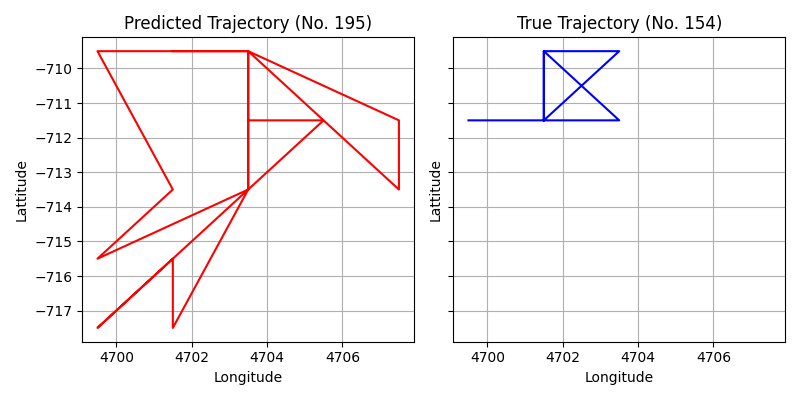 Predicted Trajectory (No. 195)
True Trajectory (No. 154)
Lattitude
−710
−711
−712
−713
−714
−715
−716
−717
4700 4702 4704 4706
Longitude
Lattitude
4700 4702 4704 4706
Longitude